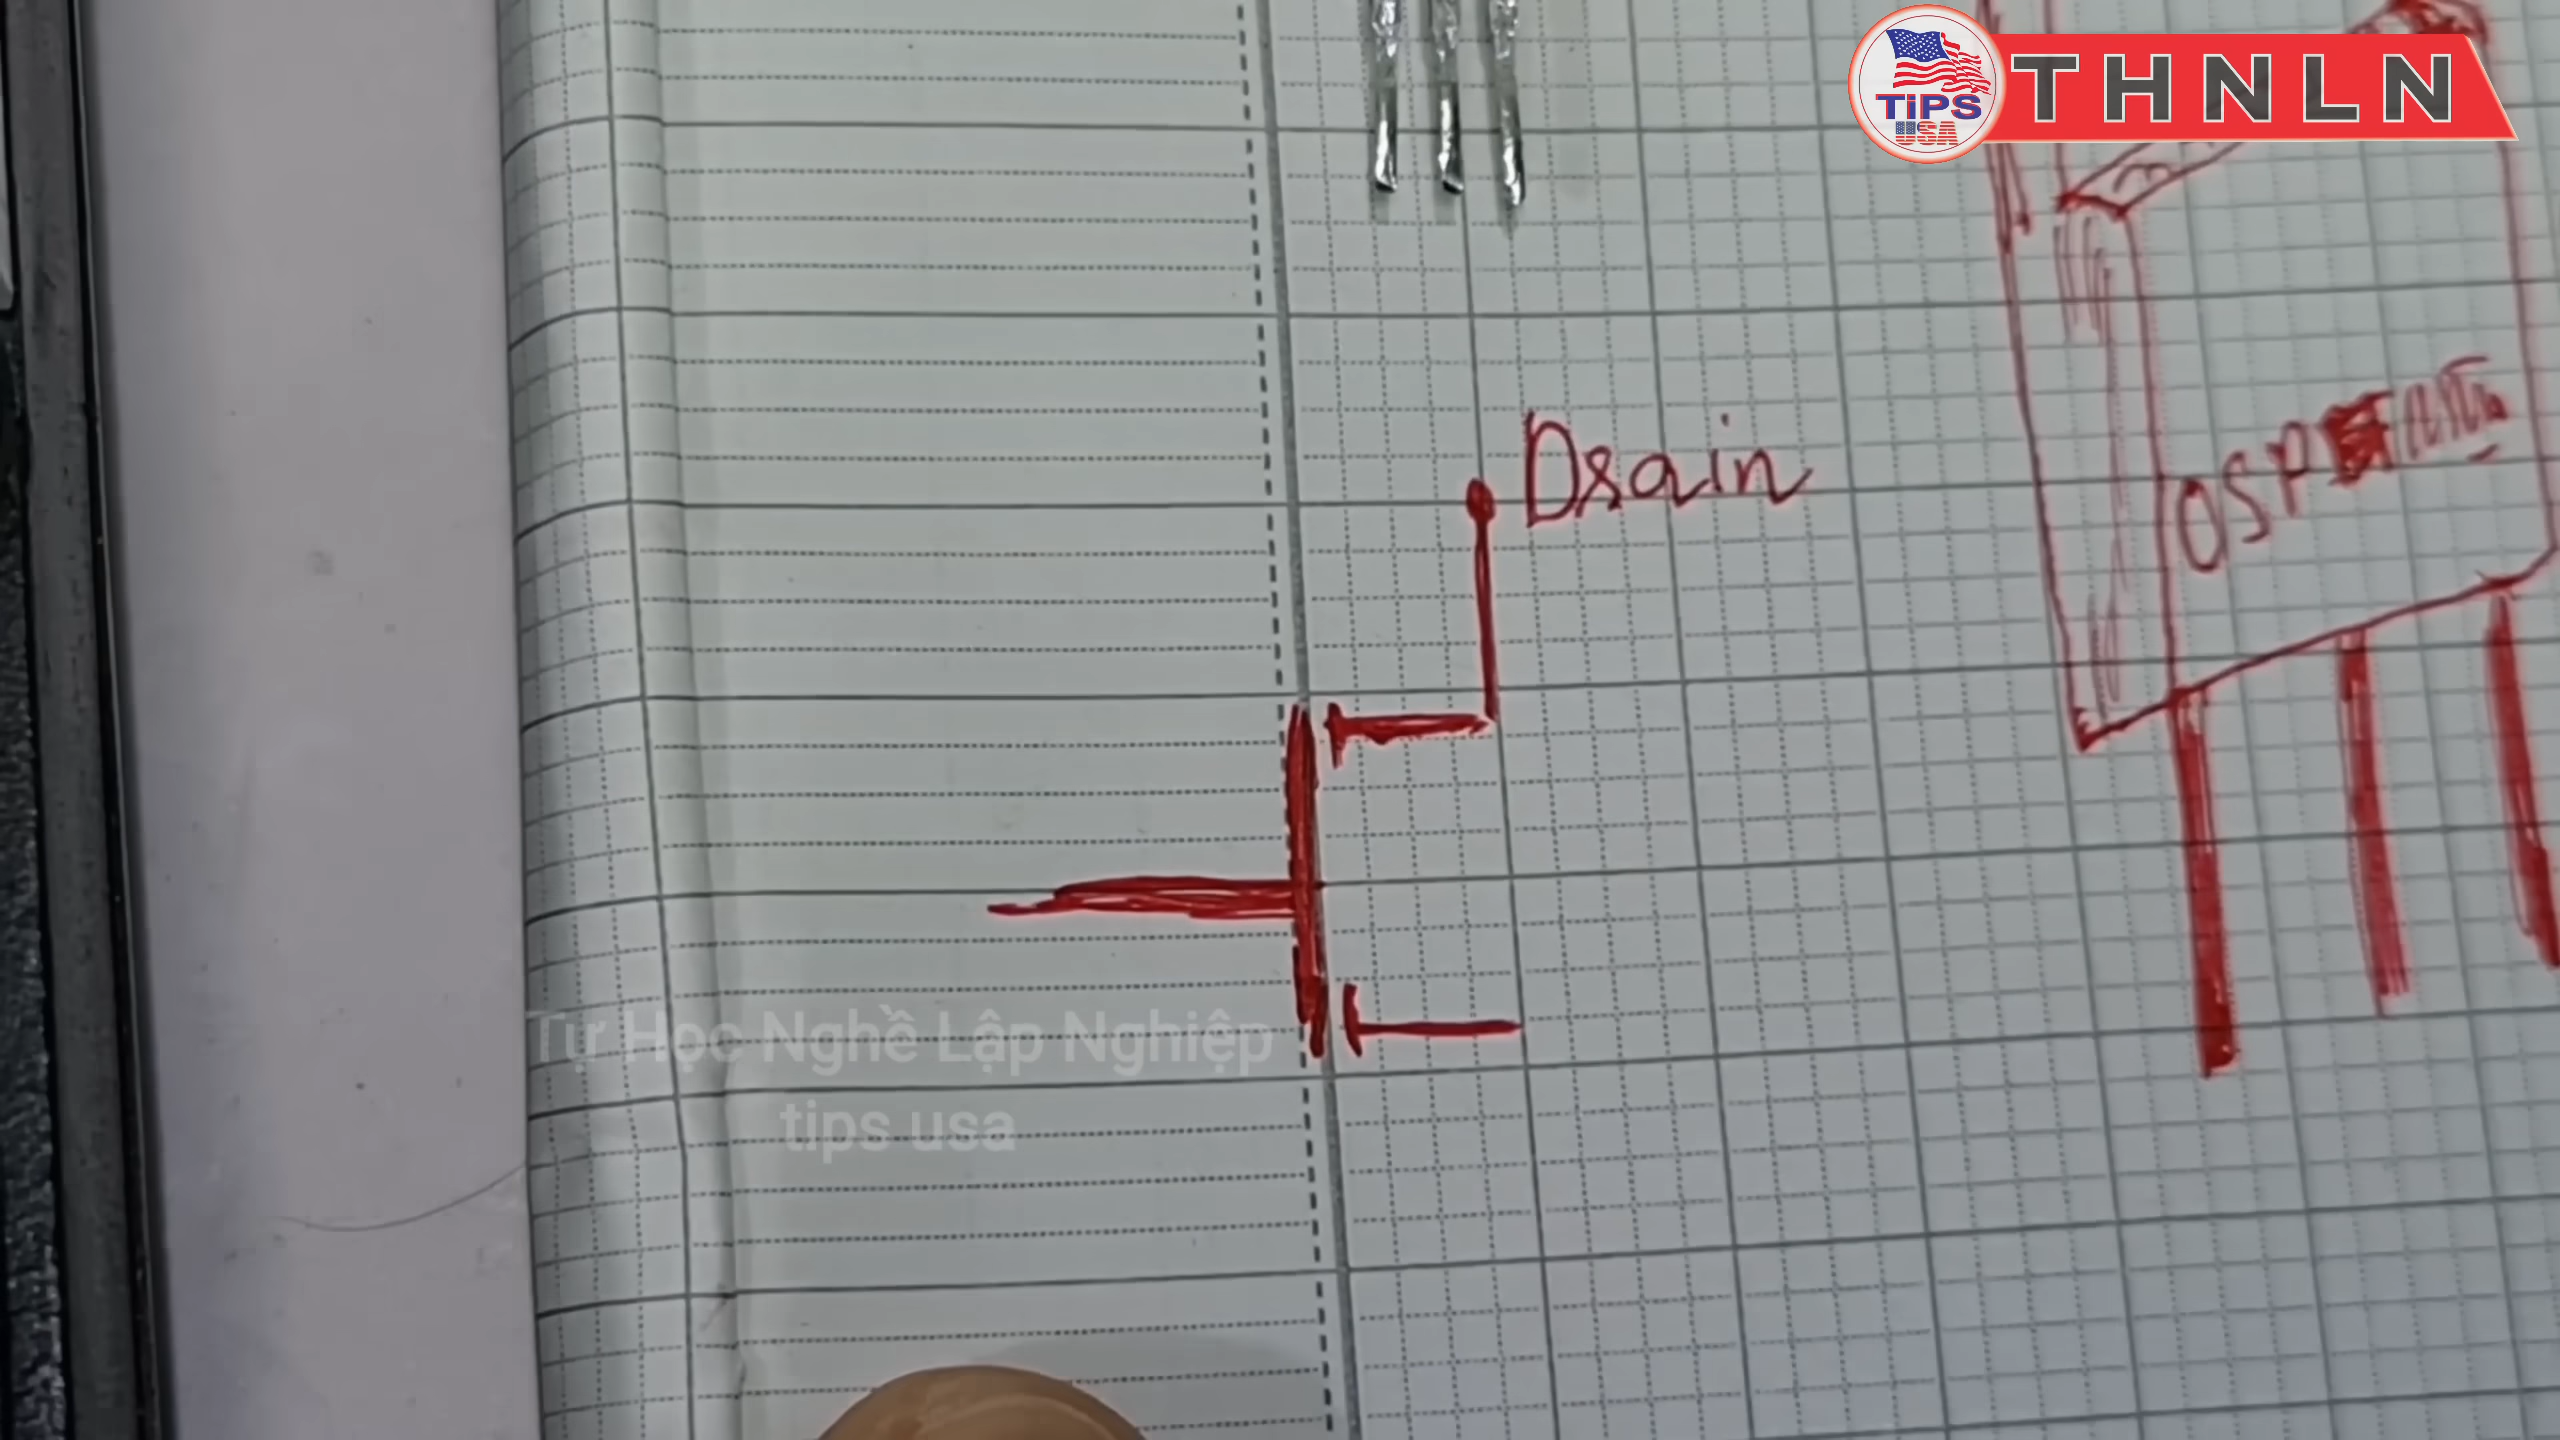 TiPS
USA
THNLN
Drain
OSP
Tự Học Nghề Lập Nghiệp
tips usa